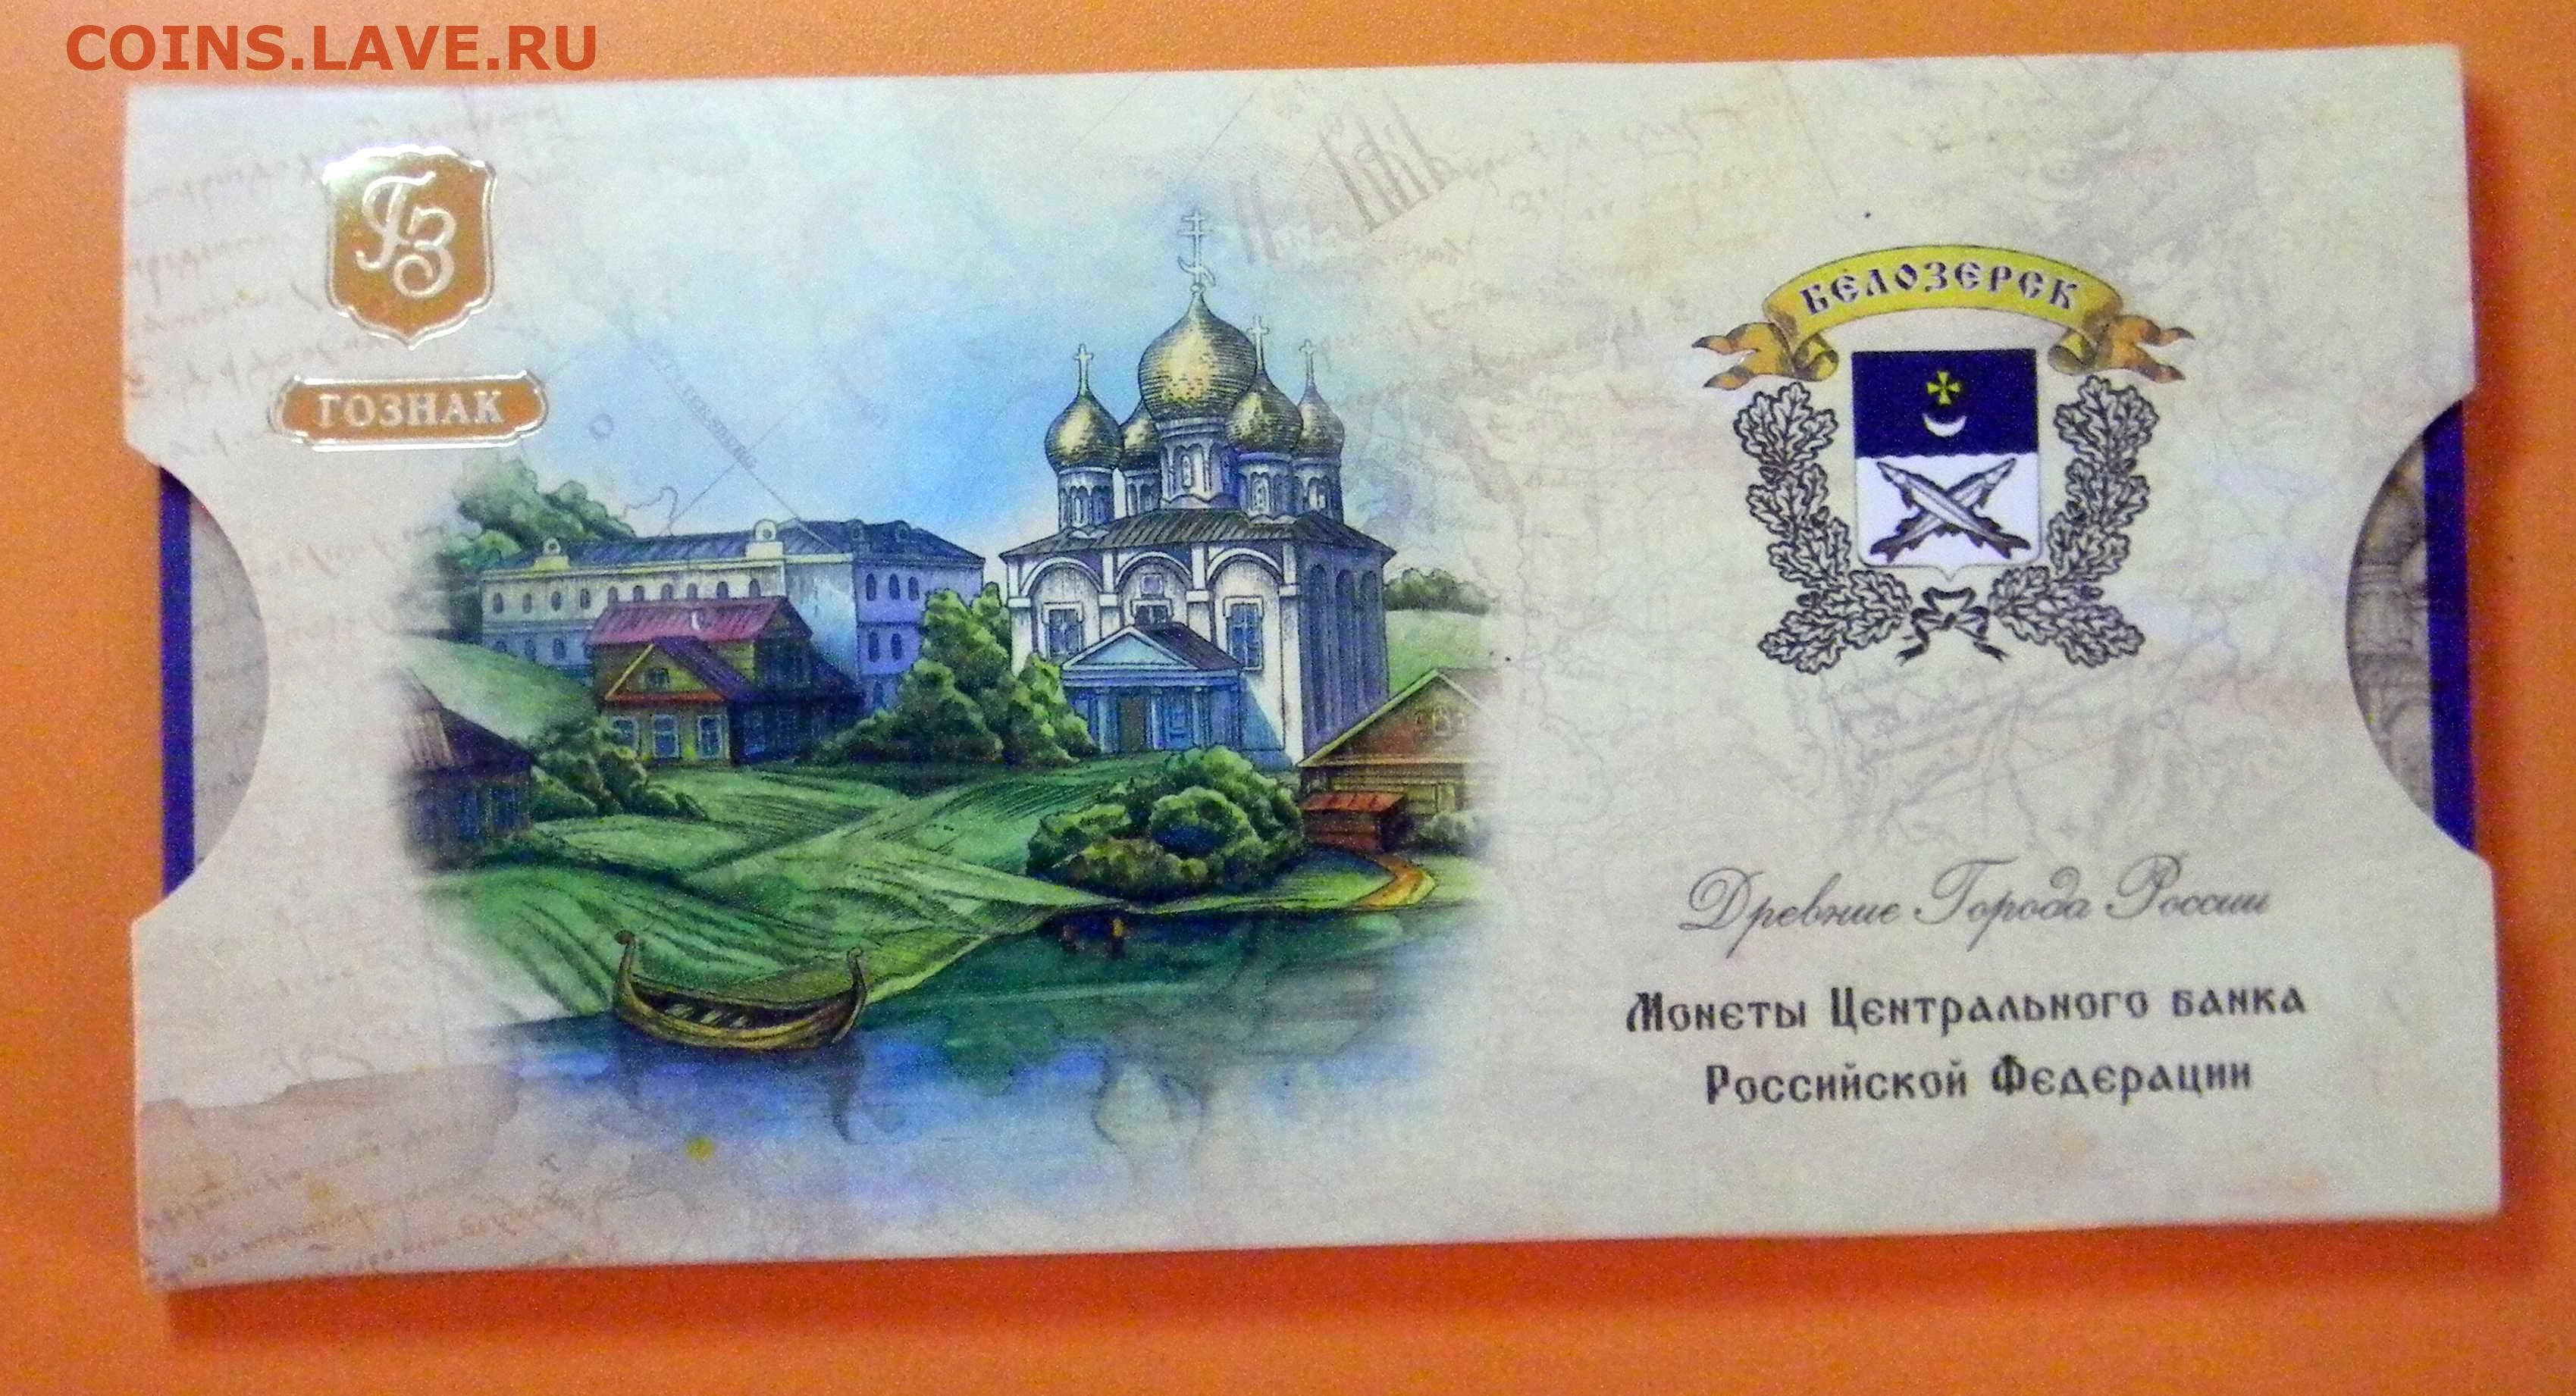 COINS.LAVE.RU
ГЗ
ГОЗНАК
БЕЛОЗЕРСК
Древние Города России
Монеты Центрального банка
Российской Федерации